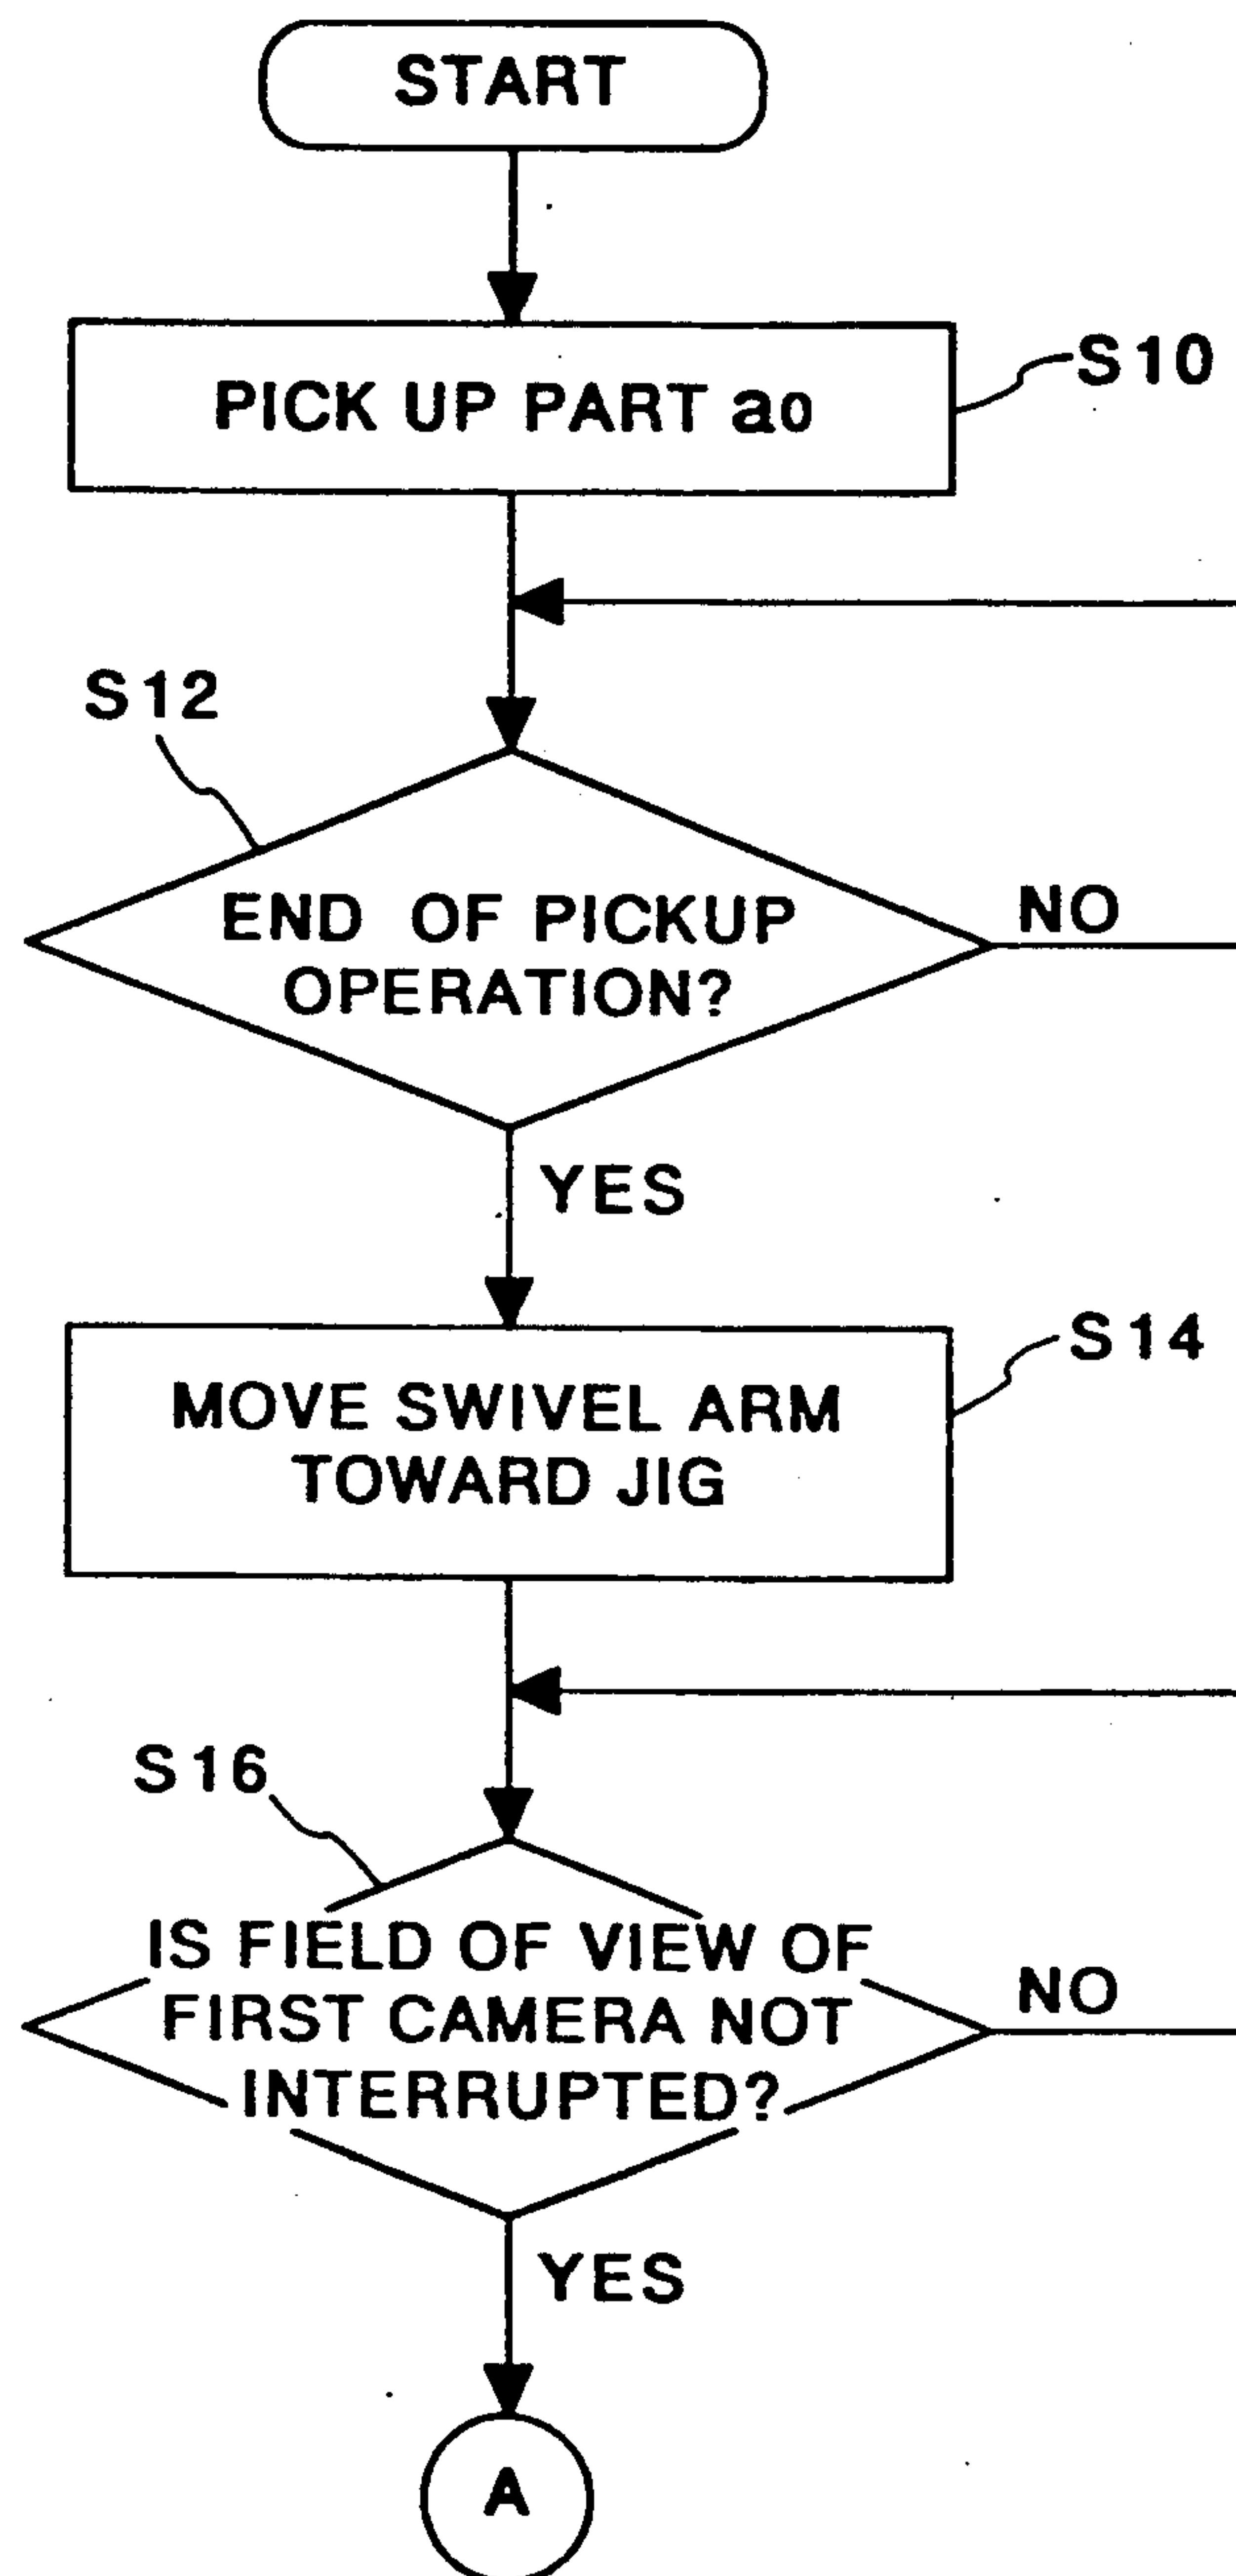 START
PICK UP PART a0
S10
S12
END OF PICKUP
OPERATION?
NO
YES
MOVE SWIVEL ARM
TOWARD JIG
S14
S16
IS FIELD OF VIEW OF
FIRST CAMERA NOT
INTERRUPTED?
NO
YES
A